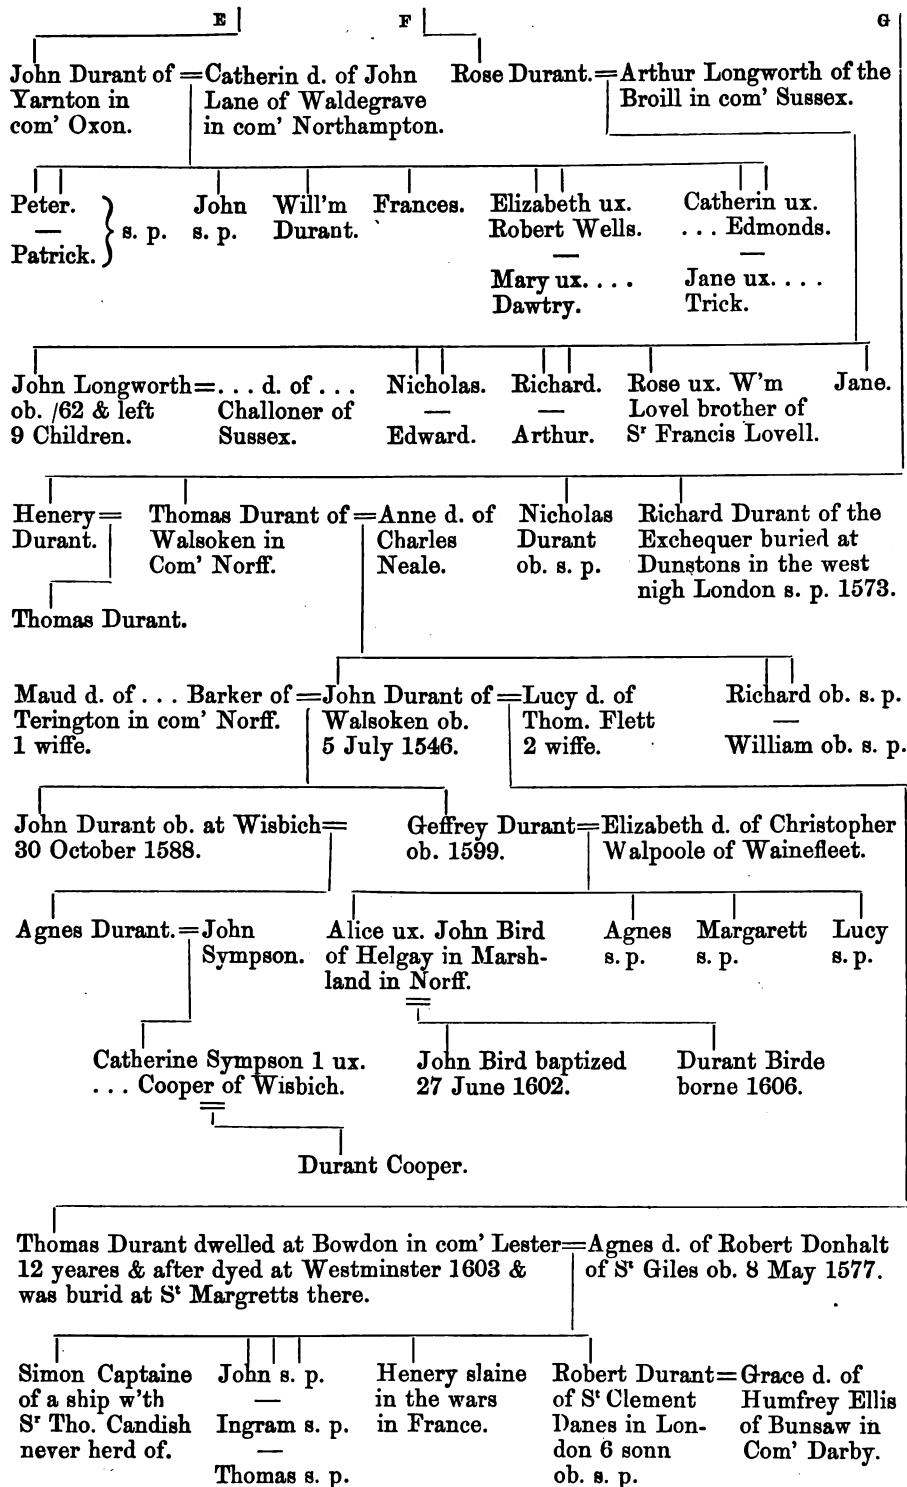 E F G
John Durant of = Catherin d. of John Rose Durant. = Arthur Longworth of the
Yarnton in Lane of Waldegrave Broill in com' Sussex.
com' Oxon. in com' Northampton.
Peter. John Will'm Frances. Elizabeth ux. Catherin ux.
— } s. p. s. p. Durant. Robert Wells. ... Edmonds.
Patrick. — —
Mary ux. . . . Jane ux. . . .
Dawtry. Trick.
John Longworth = . . . d. of . . . Nicholas. Richard. Rose ux. W'm Jane.
ob. /62 & left Challoner of — — Lovel brother of
9 Children. Sussex. Edward. Arthur. Sr Francis Lovell.
Henery = Thomas Durant of = Anne d. of Nicholas Richard Durant of the
Durant. Walsoken in Charles Durant Exchequer buried at
Com' Norff. Neale. ob. s. p. Dunstons in the west
nigh London s. p. 1573.
Thomas Durant.
Maud d. of . . . Barker of = John Durant of = Lucy d. of Richard ob. s. p.
Terington in com' Norff. Walsoken ob. Thom. Flett —
1 wiffe. 5 July 1546. 2 wiffe. William ob. s. p.
John Durant ob. at Wisbich = Geffrey Durant = Elizabeth d. of Christopher
30 October 1588. ob. 1599. Walpoole of Wainefleet.
Agnes Durant. = John Alice ux. John Bird Agnes Margarett Lucy
Sympson. of Helgay in Marsh- s. p. s. p. s. p.
land in Norff.
=
Catherine Sympson 1 ux. John Bird baptized Durant Birde
. . . Cooper of Wisbich. 27 June 1602. borne 1606.
=
Durant Cooper.
Thomas Durant dwelled at Bowdon in com' Lester = Agnes d. of Robert Donhalt
12 yeares & after dyed at Westminster 1603 & of St Giles ob. 8 May 1577.
was burid at St Margretts there.
Simon Captaine John s. p. Henery slaine Robert Durant = Grace d. of
of a ship w'th — in the wars of St Clement Humfrey Ellis
Sr Tho. Candish Ingram s. p. in France. Danes in Lon- of Bunsaw in
never herd of. — don 6 sonn Com' Darby.
Thomas s. p. ob. s. p.